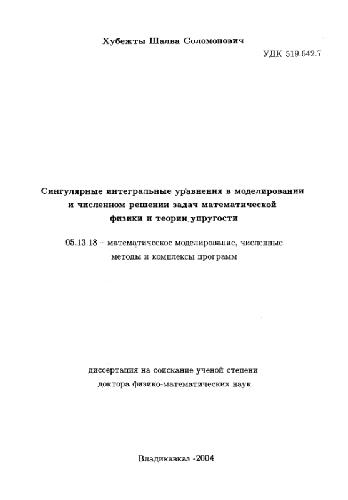 Хубежты Шалва Соломонович
УДК 519.642.7
Сингулярные интегральные уравнения в моделировании
и численном решении задач математической
физики и теории упругости
05.13.18 – математическое моделирование, численные
методы и комплексы программ
диссертация на соискание ученой степени
доктора физико-математических наук
Владикавказ -2004